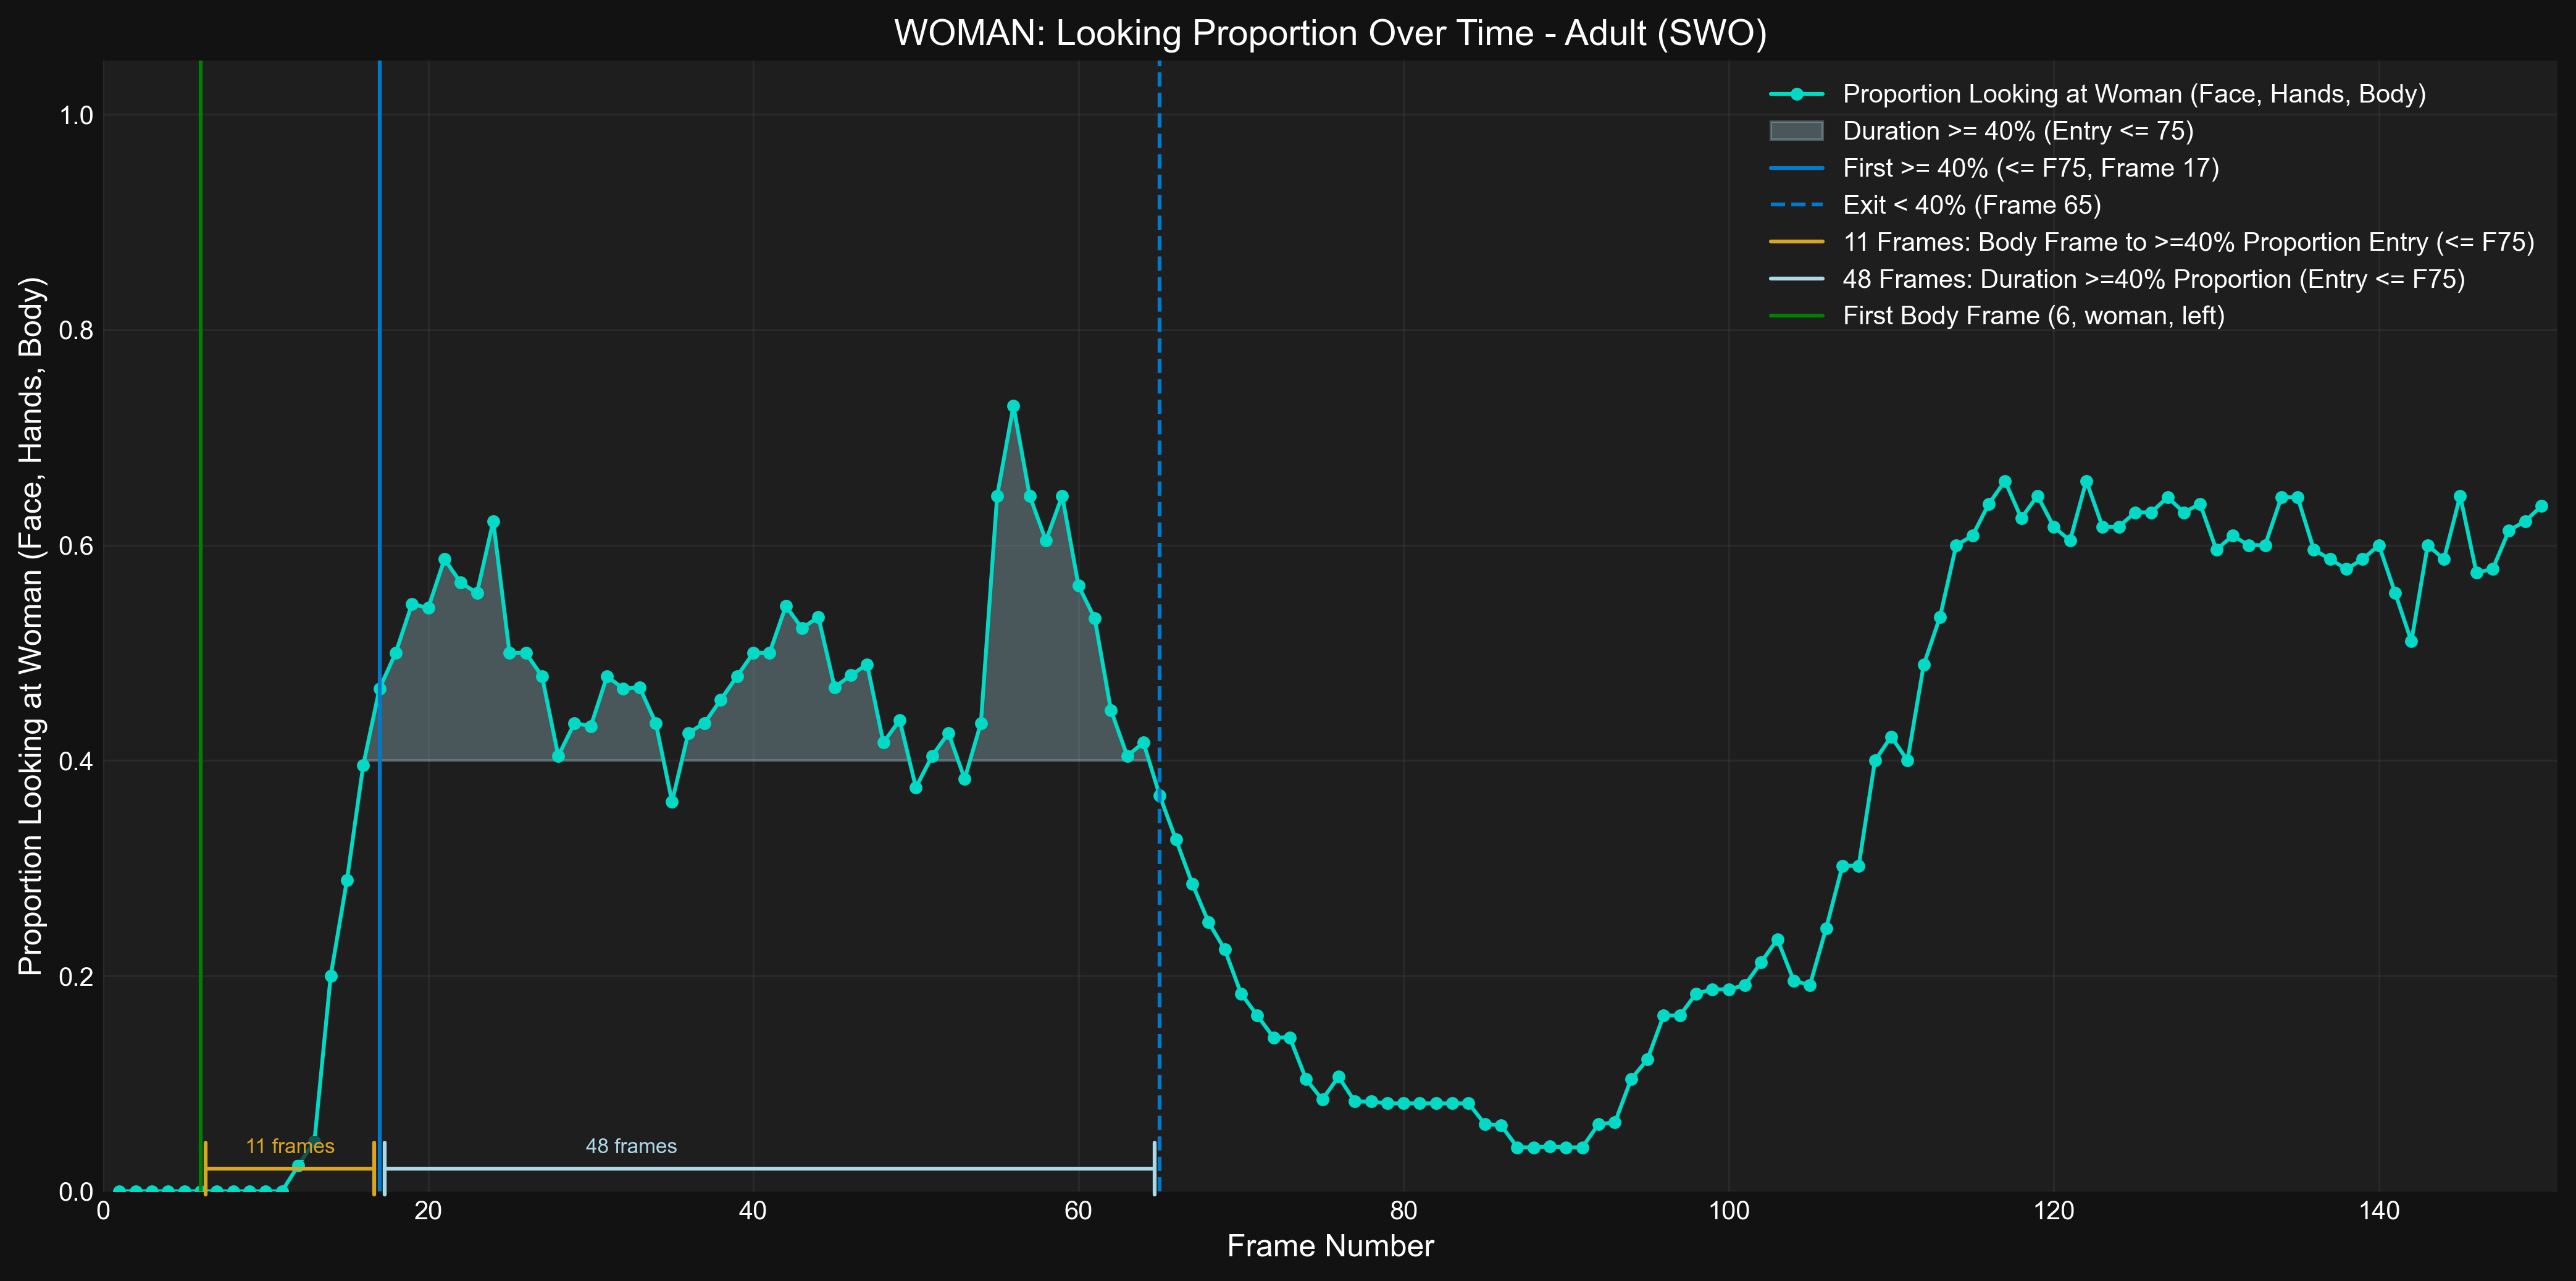 WOMAN: Looking Proportion Over Time - Adult (SWO)
Proportion Looking at Woman (Face, Hands, Body)
1.0
0.8
0.6
0.4
0.2
0.0
Proportion Looking at Woman (Face, Hands, Body)
Duration >= 40% (Entry <= 75)
First >= 40% (<= F75, Frame 17)
Exit < 40% (Frame 65)
11 Frames: Body Frame to >=40% Proportion Entry (<= F75)
48 Frames: Duration >=40% Proportion (Entry <= F75)
First Body Frame (6, woman, left)
11 frames
48 frames
0 20 40 60 80 100 120 140
Frame Number